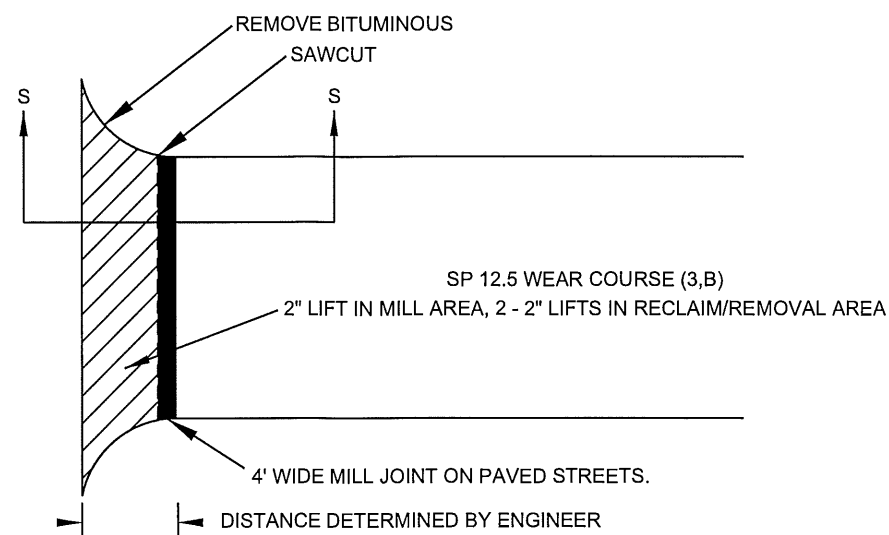 REMOVE BITUMINOUS
SAWCUT
S
S
SP 12.5 WEAR COURSE (3,B)
2" LIFT IN MILL AREA, 2 - 2" LIFTS IN RECLAIM/REMOVAL AREA
4' WIDE MILL JOINT ON PAVED STREETS.
DISTANCE DETERMINED BY ENGINEER